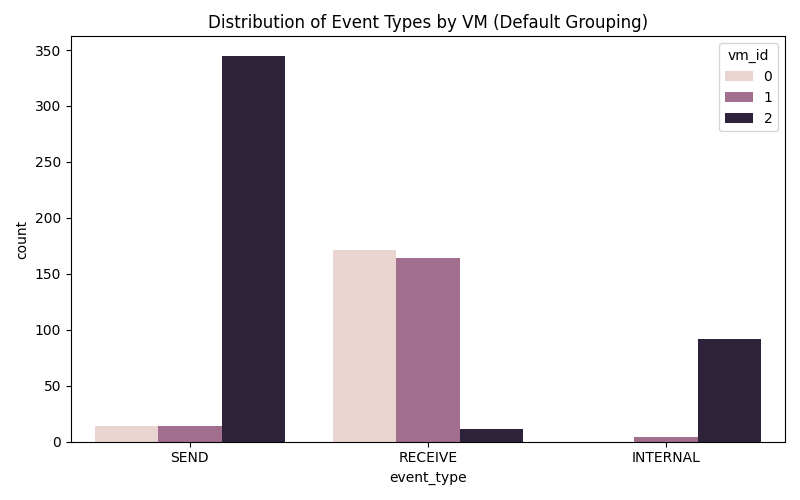 Distribution of Event Types by VM (Default Grouping)
vm_id
0
1
2
350
300
250
200
150
100
50
0
count
SEND
RECEIVE
INTERNAL
event_type